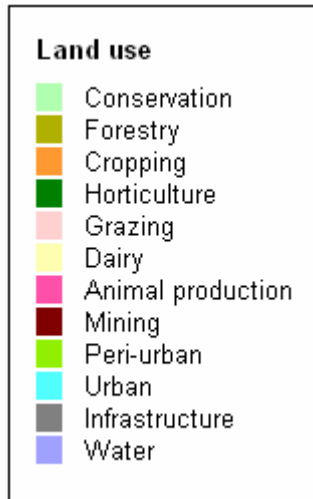 Land use
Conservation
Forestry
Cropping
Horticulture
Grazing
Dairy
Animal production
Mining
Peri-urban
Urban
Infrastructure
Water